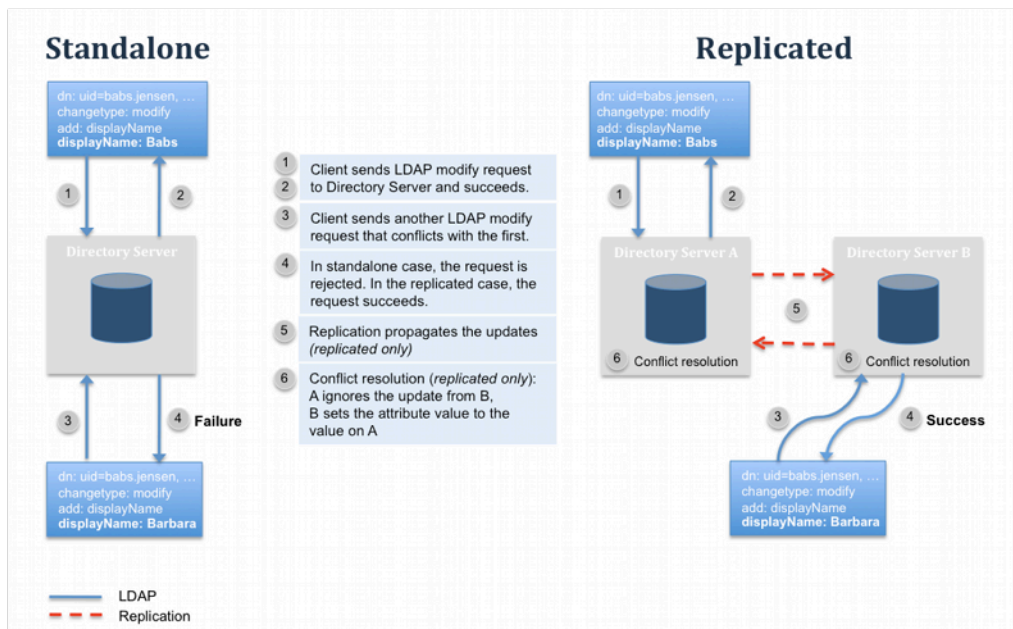 Standalone
Replicated
dn: uid=babs.jensen, ...
changetype: modify
add: displayName
displayName: Babs
1
2
Directory Server
3
4
Failure
dn: uid=babs.jensen, ...
changetype: modify
add: displayName
displayName: Barbara
1
2
Client sends LDAP modify request
to Directory Server and succeeds.
3
Client sends another LDAP modify
request that conflicts with the first.
4
In standalone case, the request is
rejected. In the replicated case, the
request succeeds.
5
Replication propagates the updates
(replicated only)
6
Conflict resolution (replicated only):
A ignores the update from B,
B sets the attribute value to the
value on A
dn: uid=babs.jensen, ...
changetype: modify
add: displayName
displayName: Babs
1
2
Directory Server A
6 Conflict resolution
5
Directory Server B
6 Conflict resolution
3
4
Success
dn: uid=babs.jensen, ...
changetype: modify
add: displayName
displayName: Barbara
LDAP
Replication